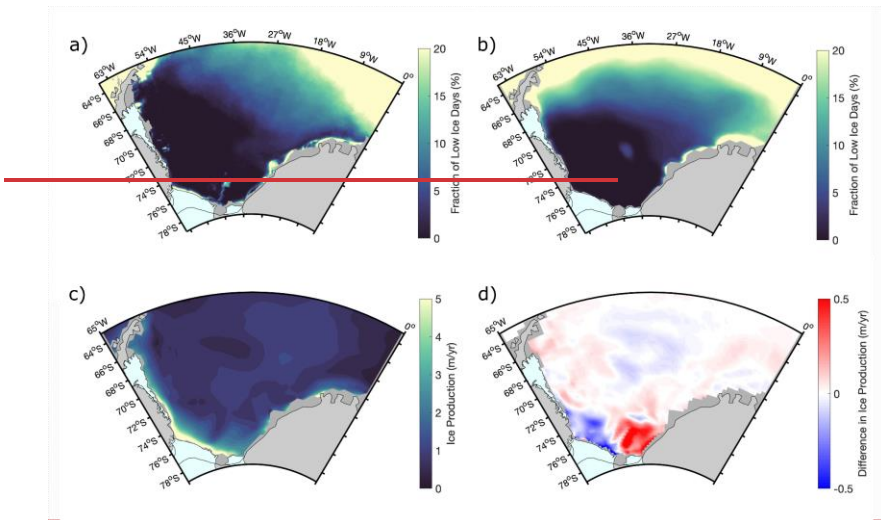 a)
63°W
54°W
45°W
36°W
27°W
18°W
9°W
0°
64°S
66°S
68°S
70°S
72°S
74°S
76°S
78°S
20
15
10
5
0
Fraction of Low Ice Days (%)
b)
63°W
54°W
45°W
36°W
27°W
18°W
9°W
0°
64°S
66°S
68°S
70°S
72°S
74°S
76°S
78°S
20
15
10
5
0
Fraction of Low Ice Days (%)
c)
65°W
0°
64°S
66°S
68°S
70°S
72°S
74°S
76°S
78°S
5
4
3
2
1
0
Ice Production (m/yr)
d)
65°W
0°
64°S
66°S
68°S
70°S
72°S
74°S
76°S
78°S
0.5
0
-0.5
Difference in Ice Production (m/yr)